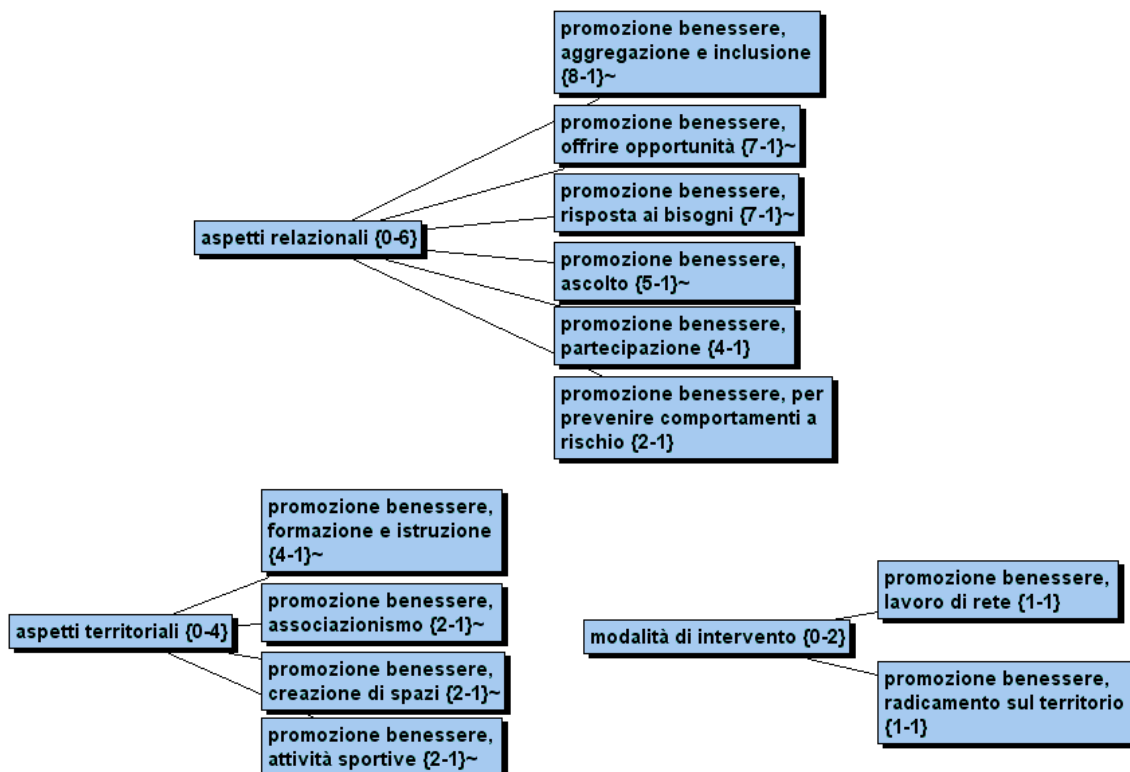 promozione benessere,
aggregazione e inclusione
{8-1}~
promozione benessere,
offrire opportunità {7-1}~
promozione benessere,
risposta ai bisogni {7-1}~
aspetti relazionali {0-6}
promozione benessere,
ascolto {5-1}~
promozione benessere,
partecipazione {4-1}
promozione benessere, per
prevenire comportamenti a
rischio {2-1}
promozione benessere,
formazione e istruzione
{4-1}~
promozione benessere,
associazionismo {2-1}~
aspetti territoriali {0-4}
promozione benessere,
creazione di spazi {2-1}~
promozione benessere,
attività sportive {2-1}~
promozione benessere,
lavoro di rete {1-1}
modalità di intervento {0-2}
promozione benessere,
radicamento sul territorio
{1-1}